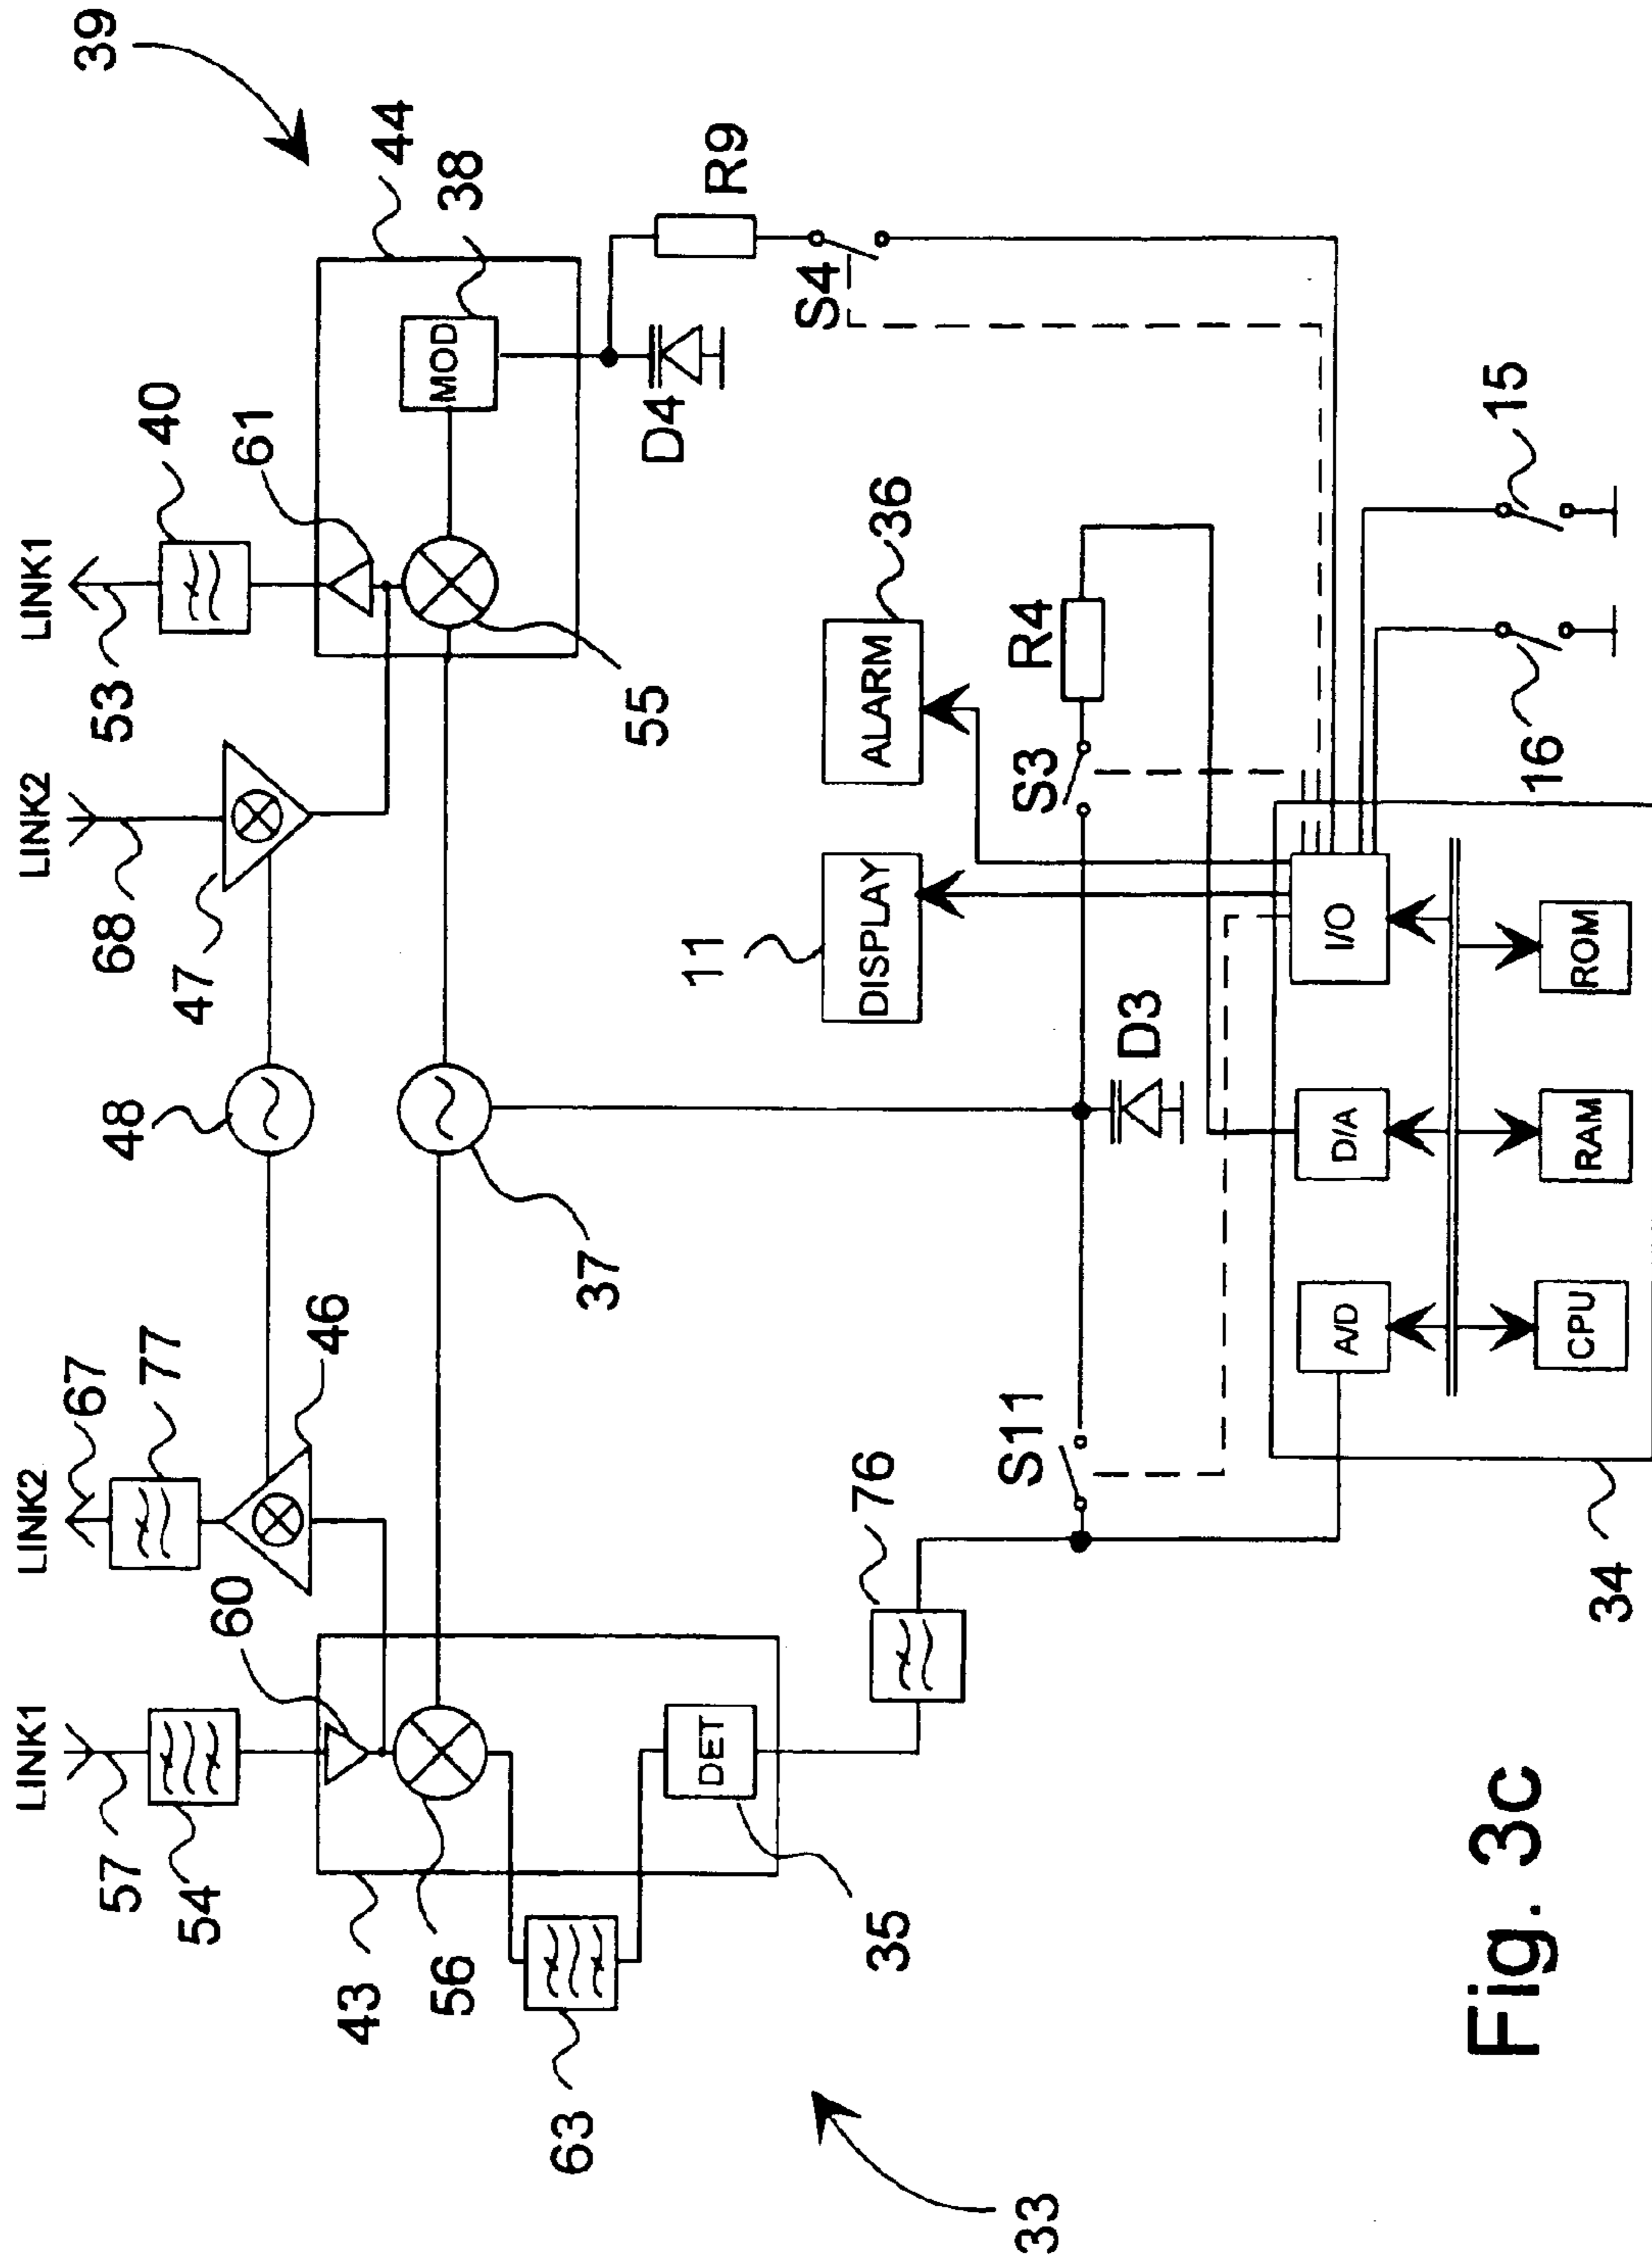 LINK1
57
54
LINK2
67
77
60
46
48
LINK2
68
47
LINK1
53
40
61
39
44
38
MOD
55
37
43
56
63
DET
35
33
D4
R9
S4
76
S11
D3
11
DISPLAY
ALARM
36
S3
R4
15
16
A/D
D/A
I/O
CPU
RAM
ROM
34
Fig. 3c